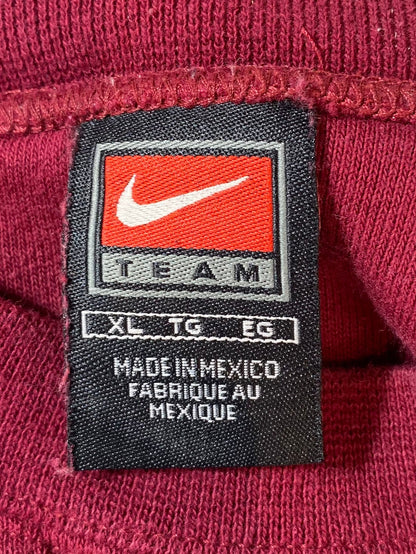 TEAM
XL TG EG
MADE IN MEXICO
FABRIQUE AU
MEXIQUE